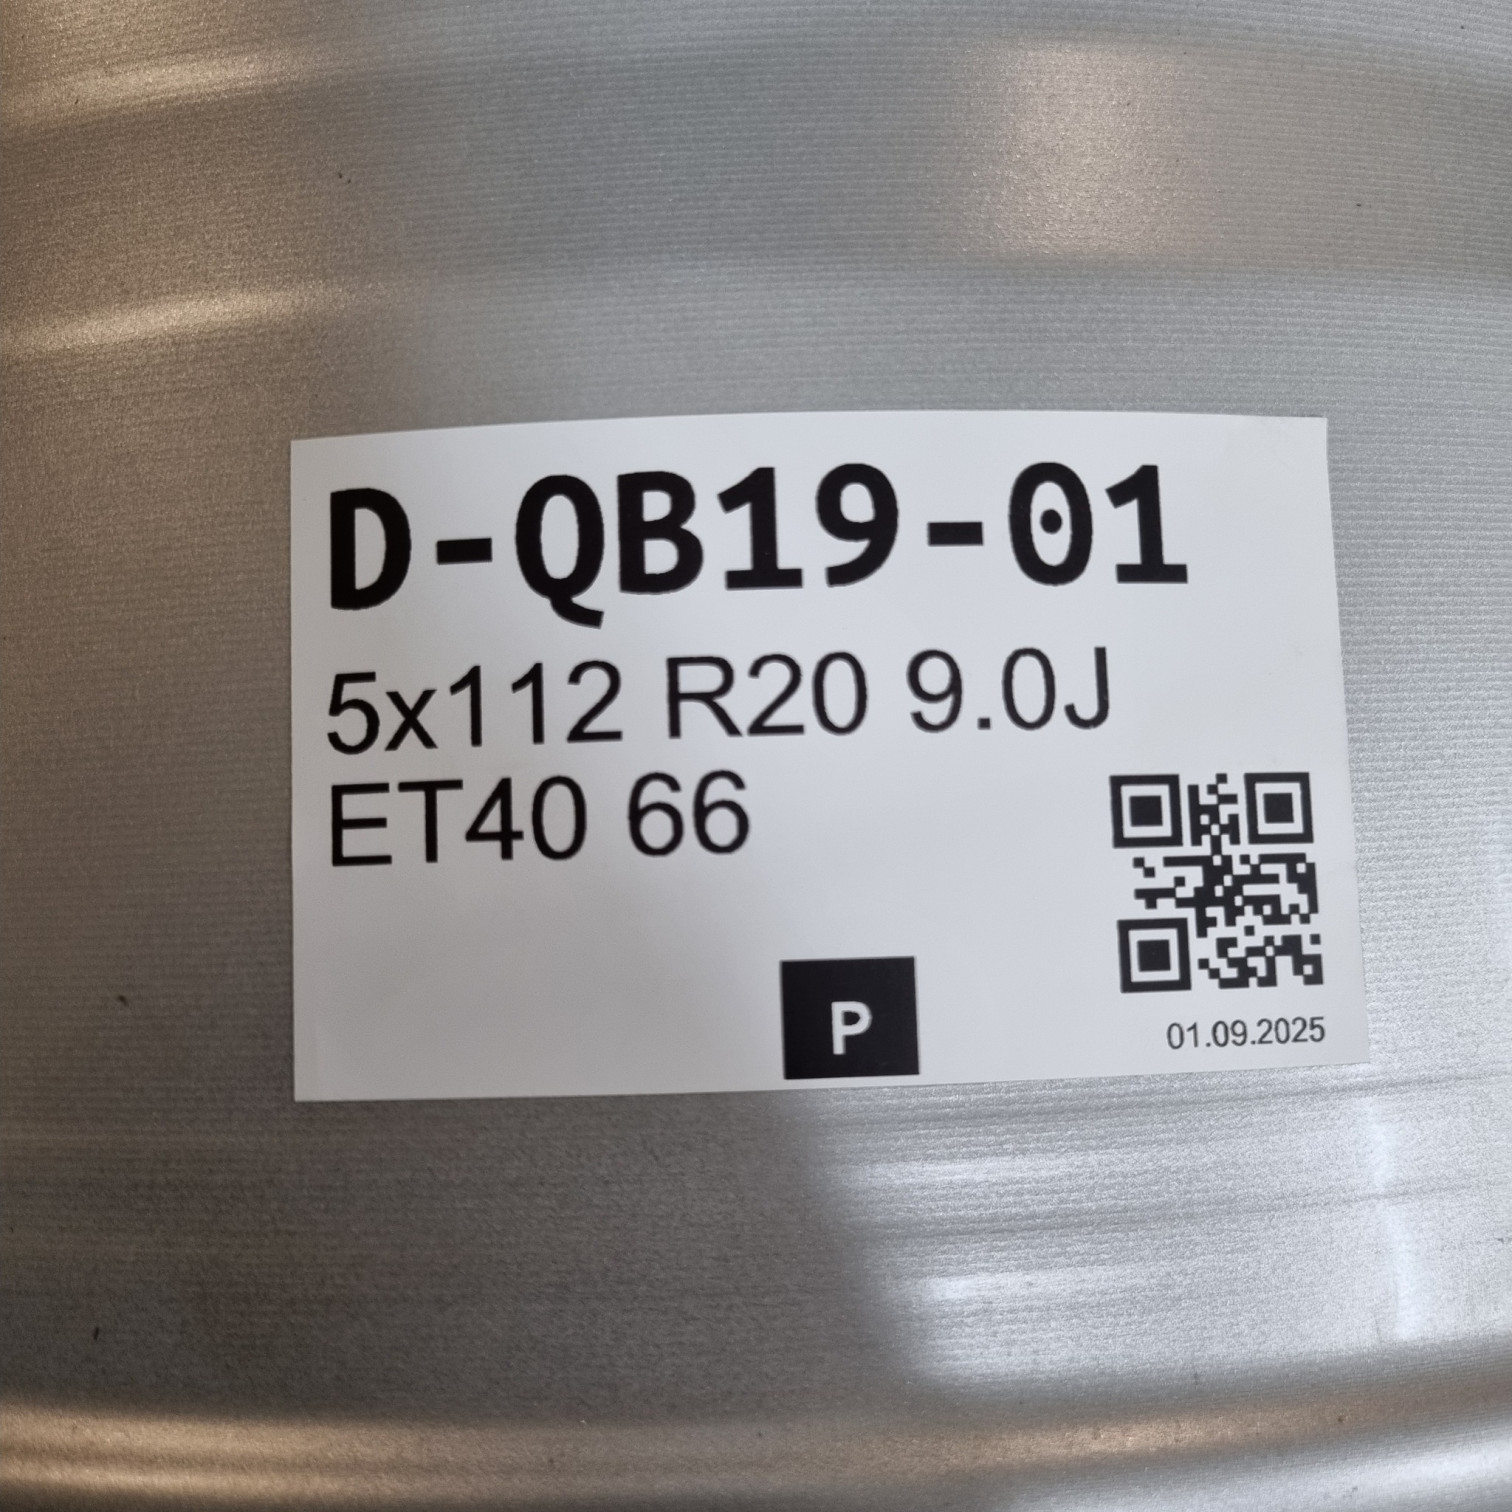 D-QB19-01
5x112 R20 9.0J
ET40 66
P
01.09.2025